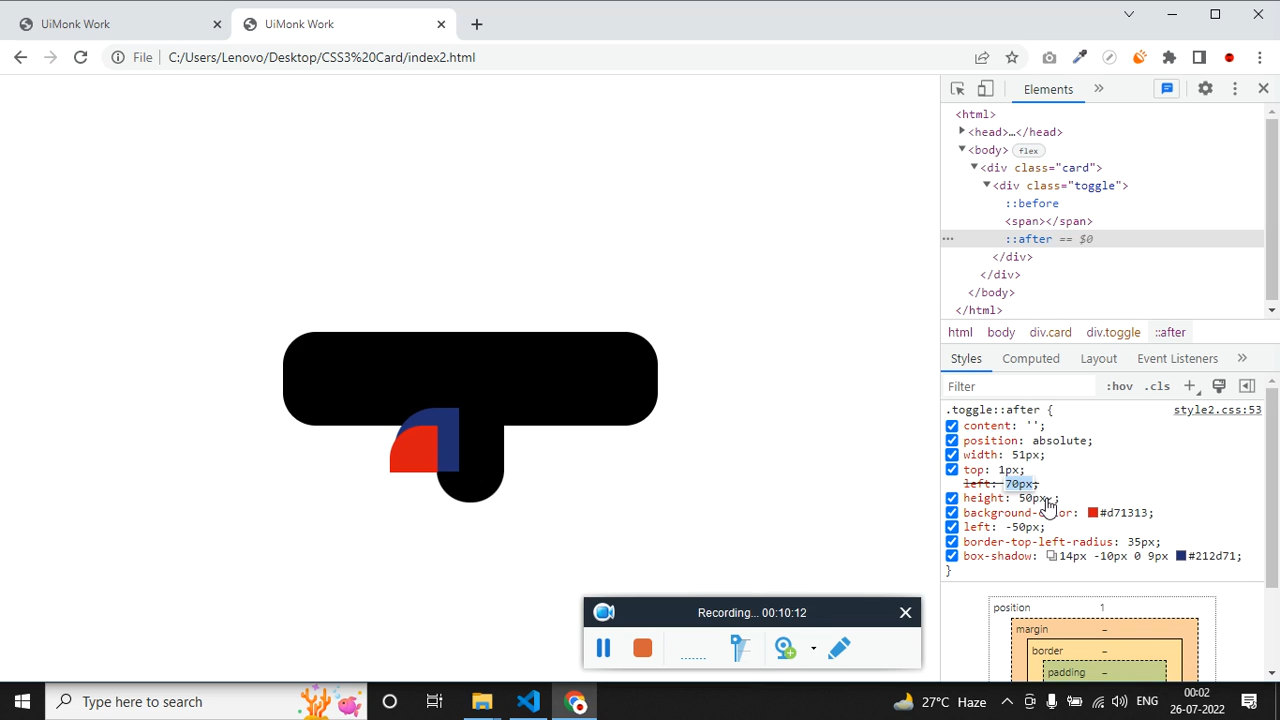 UiMonk Work
UiMonk Work
File C:/Users/Lenovo/Desktop/CSS3%20Card/index2.html
Elements
<html>
<head>…</head>
<body> flex
<div class="card">
<div class="toggle">
::before
<span></span>
::after == $0
</div>
</div>
</body>
</html>
html body div.card div.toggle ::after
Styles Computed Layout Event Listeners
Filter :hov .cls
.toggle::after { style2.css:53
content: '';
position: absolute;
width: 51px;
top: 1px;
left: 70px;
height: 50px;
background-color: #d71313;
left: -50px;
border-top-left-radius: 35px;
box-shadow: 14px -10px 0 9px #212d71;
}
position 1
margin –
border –
padding –
Recording... 00:10:12
Type here to search
27°C Haze
ENG
00:02
26-07-2022